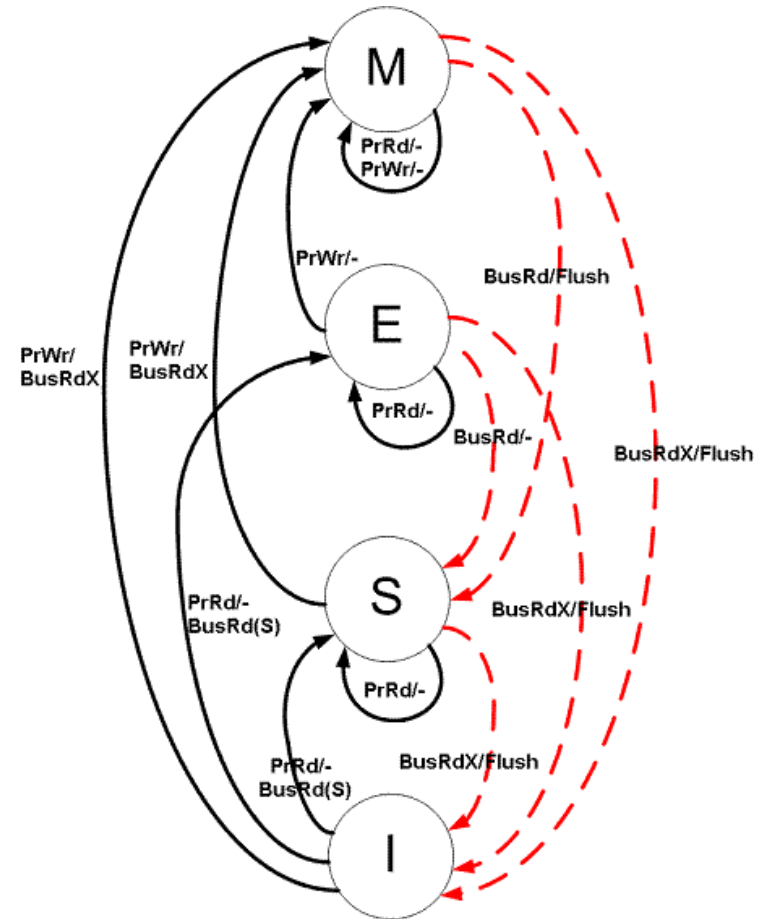 M
PrRd/-
PrWr/-
PrWr/-
BusRd/Flush
E
PrWr/
BusRdX
PrWr/
BusRdX
PrRd/-
BusRd/-
BusRdX/Flush
S
PrRd/-
BusRd(S)
BusRdX/Flush
PrRd/-
PrRd/-
BusRd(S)
BusRdX/Flush
I